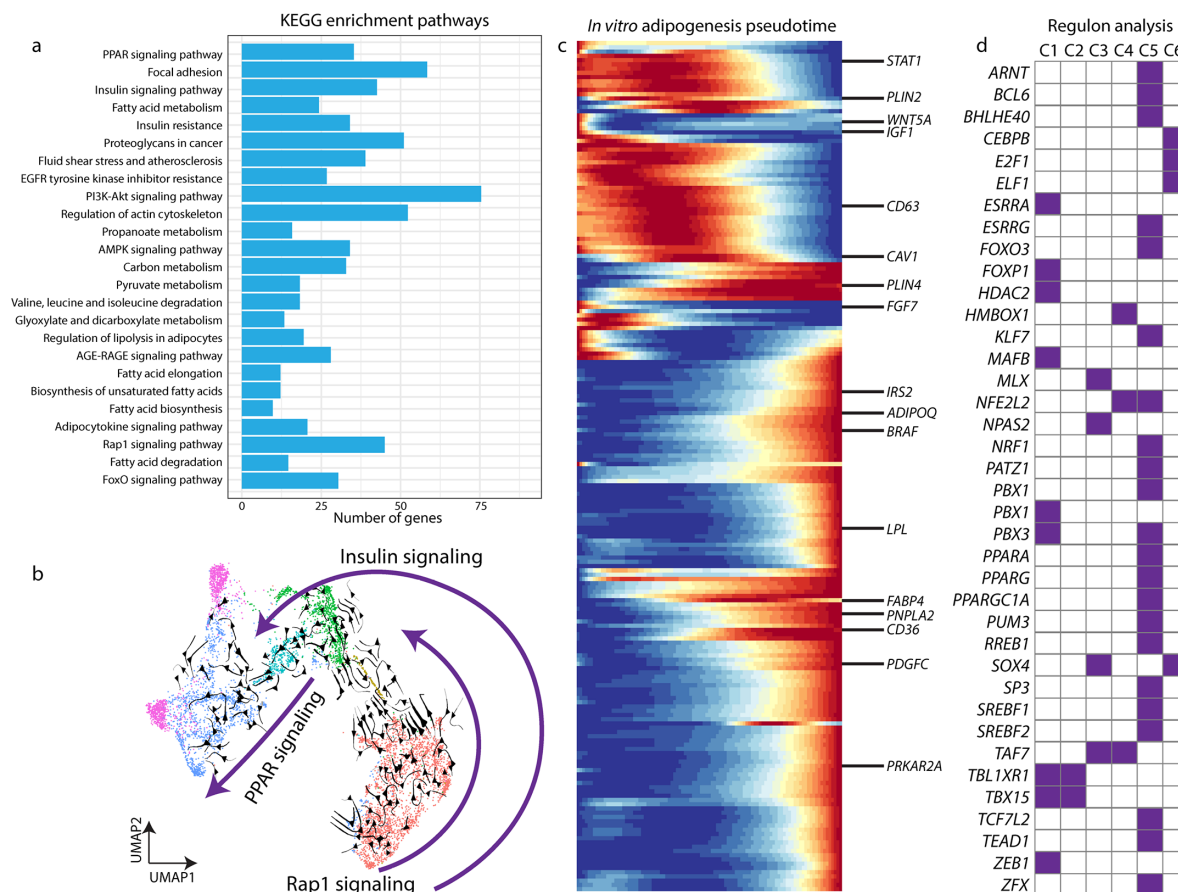 KEGG enrichment pathways
a
PPAR signaling pathway
Focal adhesion
Insulin signaling pathway
Fatty acid metabolism
Insulin resistance
Proteoglycans in cancer
Fluid shear stress and atherosclerosis
EGFR tyrosine kinase inhibitor resistance
PI3K-Akt signaling pathway
Regulation of actin cytoskeleton
Propanoate metabolism
AMPK signaling pathway
Carbon metabolism
Pyruvate metabolism
Valine, leucine and isoleucine degradation
Glyoxylate and dicarboxylate metabolism
Regulation of lipolysis in adipocytes
AGE-RAGE signaling pathway
Fatty acid elongation
Biosynthesis of unsaturated fatty acids
Fatty acid biosynthesis
Adipocytokine signaling pathway
Rap1 signaling pathway
Fatty acid degradation
FoxO signaling pathway
0 25 50 75
Number of genes
b
Insulin signaling
PPAR signaling
Rap1 signaling
UMAP2
UMAP1
In vitro adipogenesis pseudotime
c
STAT1
PLIN2
WNT5A
IGF1
CD63
CAV1
PLIN4
FGF7
IRS2
ADIPOQ
BRAF
LPL
FABP4
PNPLA2
CD36
PDGFC
PRKAR2A
Regulon analysis
d
C1 C2 C3 C4 C5 C6
ARNT
BCL6
BHLHE40
CEBPB
E2F1
ELF1
ESRRA
ESRRG
FOXO3
FOXP1
HDAC2
HMBOX1
KLF7
MAFB
MLX
NFE2L2
NPAS2
NRF1
PATZ1
PBX1
PBX1
PBX3
PPARA
PPARG
PPARGC1A
PUM3
RREB1
SOX4
SP3
SREBF1
SREBF2
TAF7
TBL1XR1
TBX15
TCF7L2
TEAD1
ZEB1
ZFX